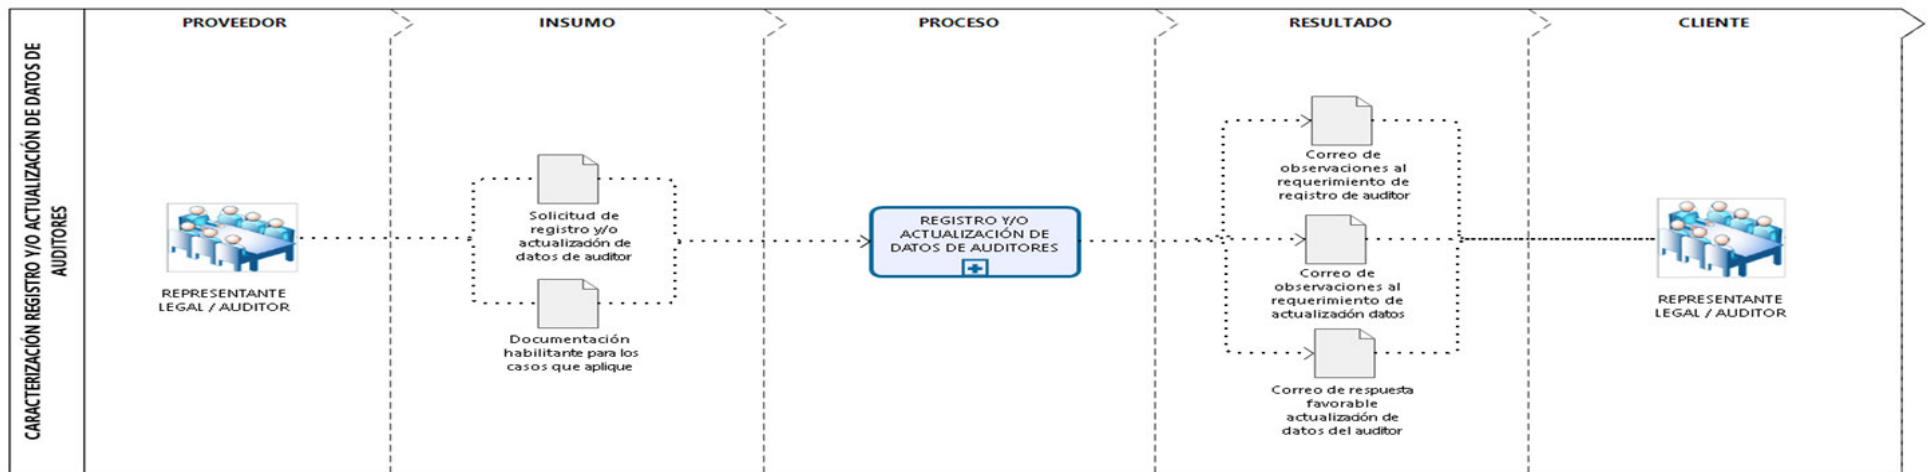 CARACTERIZACIÓN REGISTRO Y/O ACTUALIZACIÓN DE DATOS DE
AUDITORES
PROVEEDOR
INSUMO
PROCESO
RESULTADO
CLIENTE
REPRESENTANTE
LEGAL / AUDITOR
Solicitud de
registro y/o
actualización de
datos de auditor
Documentación
habilitante para los
casos que aplique
REGISTRO Y/O
ACTUALIZACIÓN DE
DATOS DE AUDITORES
Correo de
observaciones al
requerimiento de
registro de auditor
Correo de
observaciones al
requerimiento de
actualización datos
Correo de respuesta
favorable
actualización de
datos del auditor
REPRESENTANTE
LEGAL / AUDITOR